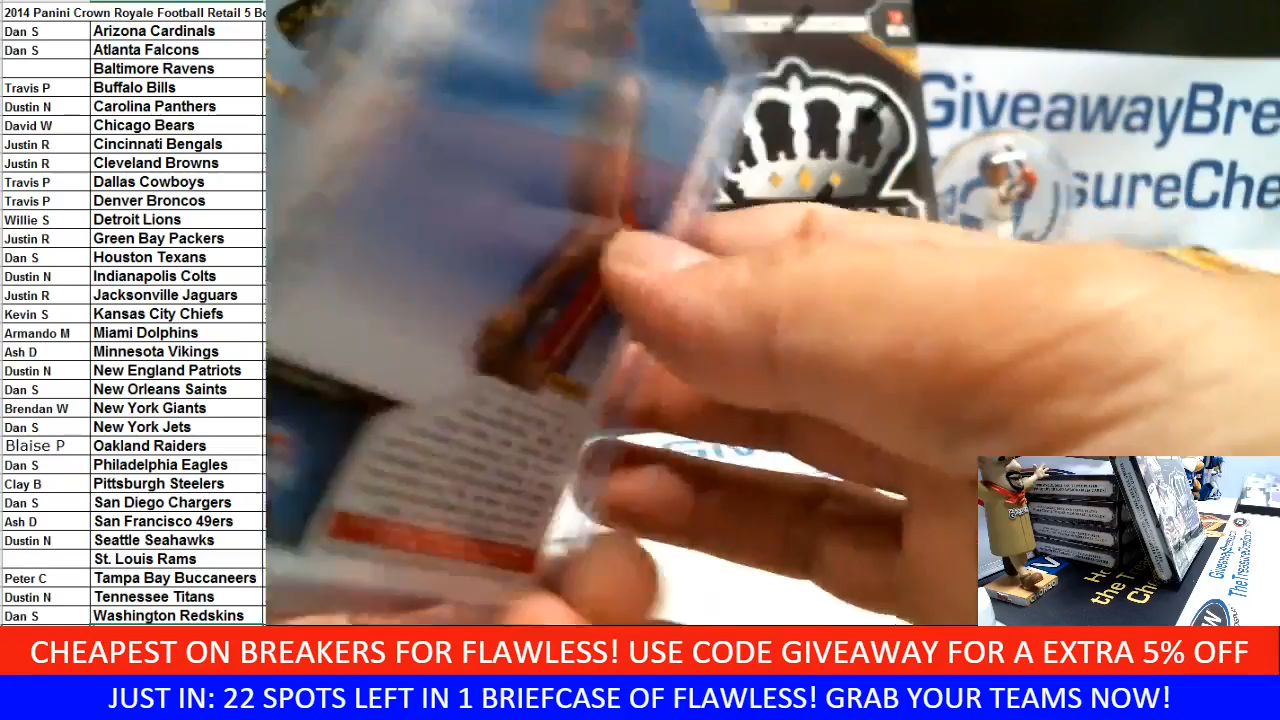 2014 Panini Crown Royale Football Retail 5 Bo
Dan S Arizona Cardinals
Dan S Atlanta Falcons
Baltimore Ravens
Travis P Buffalo Bills
Dustin N Carolina Panthers
David W Chicago Bears
Justin R Cincinnati Bengals
Justin R Cleveland Browns
Travis P Dallas Cowboys
Travis P Denver Broncos
Willie S Detroit Lions
Justin R Green Bay Packers
Dan S Houston Texans
Dustin N Indianapolis Colts
Justin R Jacksonville Jaguars
Kevin S Kansas City Chiefs
Armando M Miami Dolphins
Ash D Minnesota Vikings
Dustin N New England Patriots
Dan S New Orleans Saints
Brendan W New York Giants
Dan S New York Jets
Blaise P Oakland Raiders
Dan S Philadelphia Eagles
Clay B Pittsburgh Steelers
Dan S San Diego Chargers
Ash D San Francisco 49ers
Dustin N Seattle Seahawks
St. Louis Rams
Peter C Tampa Bay Buccaneers
Dustin N Tennessee Titans
Dan S Washington Redskins
GiveawayBre
sureChe
CHEAPEST ON BREAKERS FOR FLAWLESS! USE CODE GIVEAWAY FOR A EXTRA 5% OFF
JUST IN: 22 SPOTS LEFT IN 1 BRIEFCASE OF FLAWLESS! GRAB YOUR TEAMS NOW!